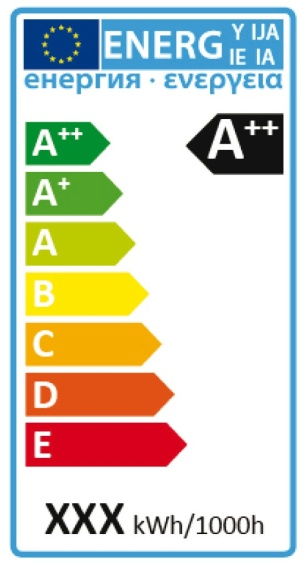 ENERG Y IJA
IE IA
енергия · ενεργεια
A++
A++
A+
A
B
C
D
E
XXX kWh/1000h